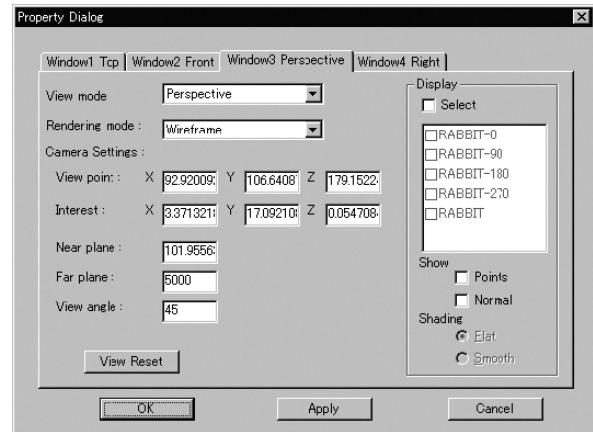 Property Dialog
Window1 Top Window2 Front Window3 Perspective Window4 Right
View mode Perspective
Rendering mode : Wireframe
Camera Settings :
View point : X 92.92009 Y 106.6408 Z 179.1522
Interest : X 3.371321 Y 17.09210 Z 0.054708
Near plane : 101.9556
Far plane : 5000
View angle : 45
View Reset
Display
Select
RABBIT-0
RABBIT-90
RABBIT-180
RABBIT-270
RABBIT
Show
Points
Normal
Shading
Flat
Smooth
OK Apply Cancel